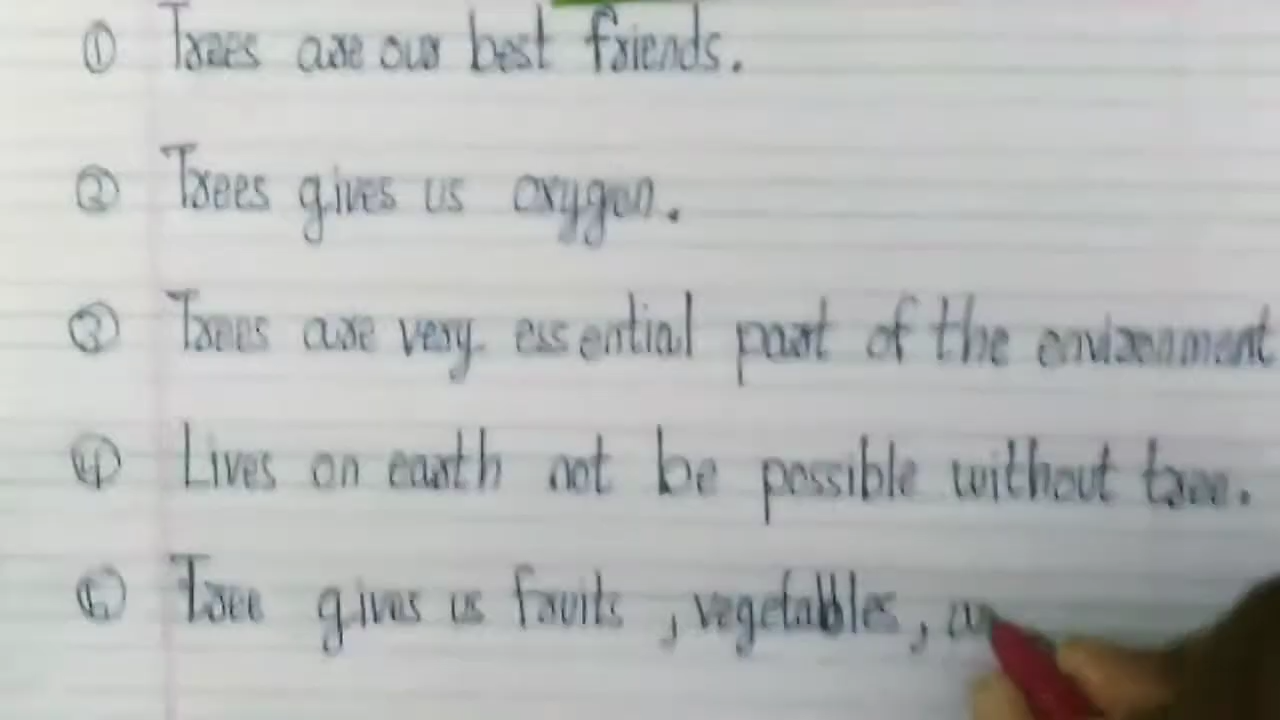 ① Trees are our best friends.
② Trees gives us oxygen.
③ Trees are very essential part of the environment
④ Lives on earth not be possible without tree.
⑤ Tree gives us fruits , vegetables,